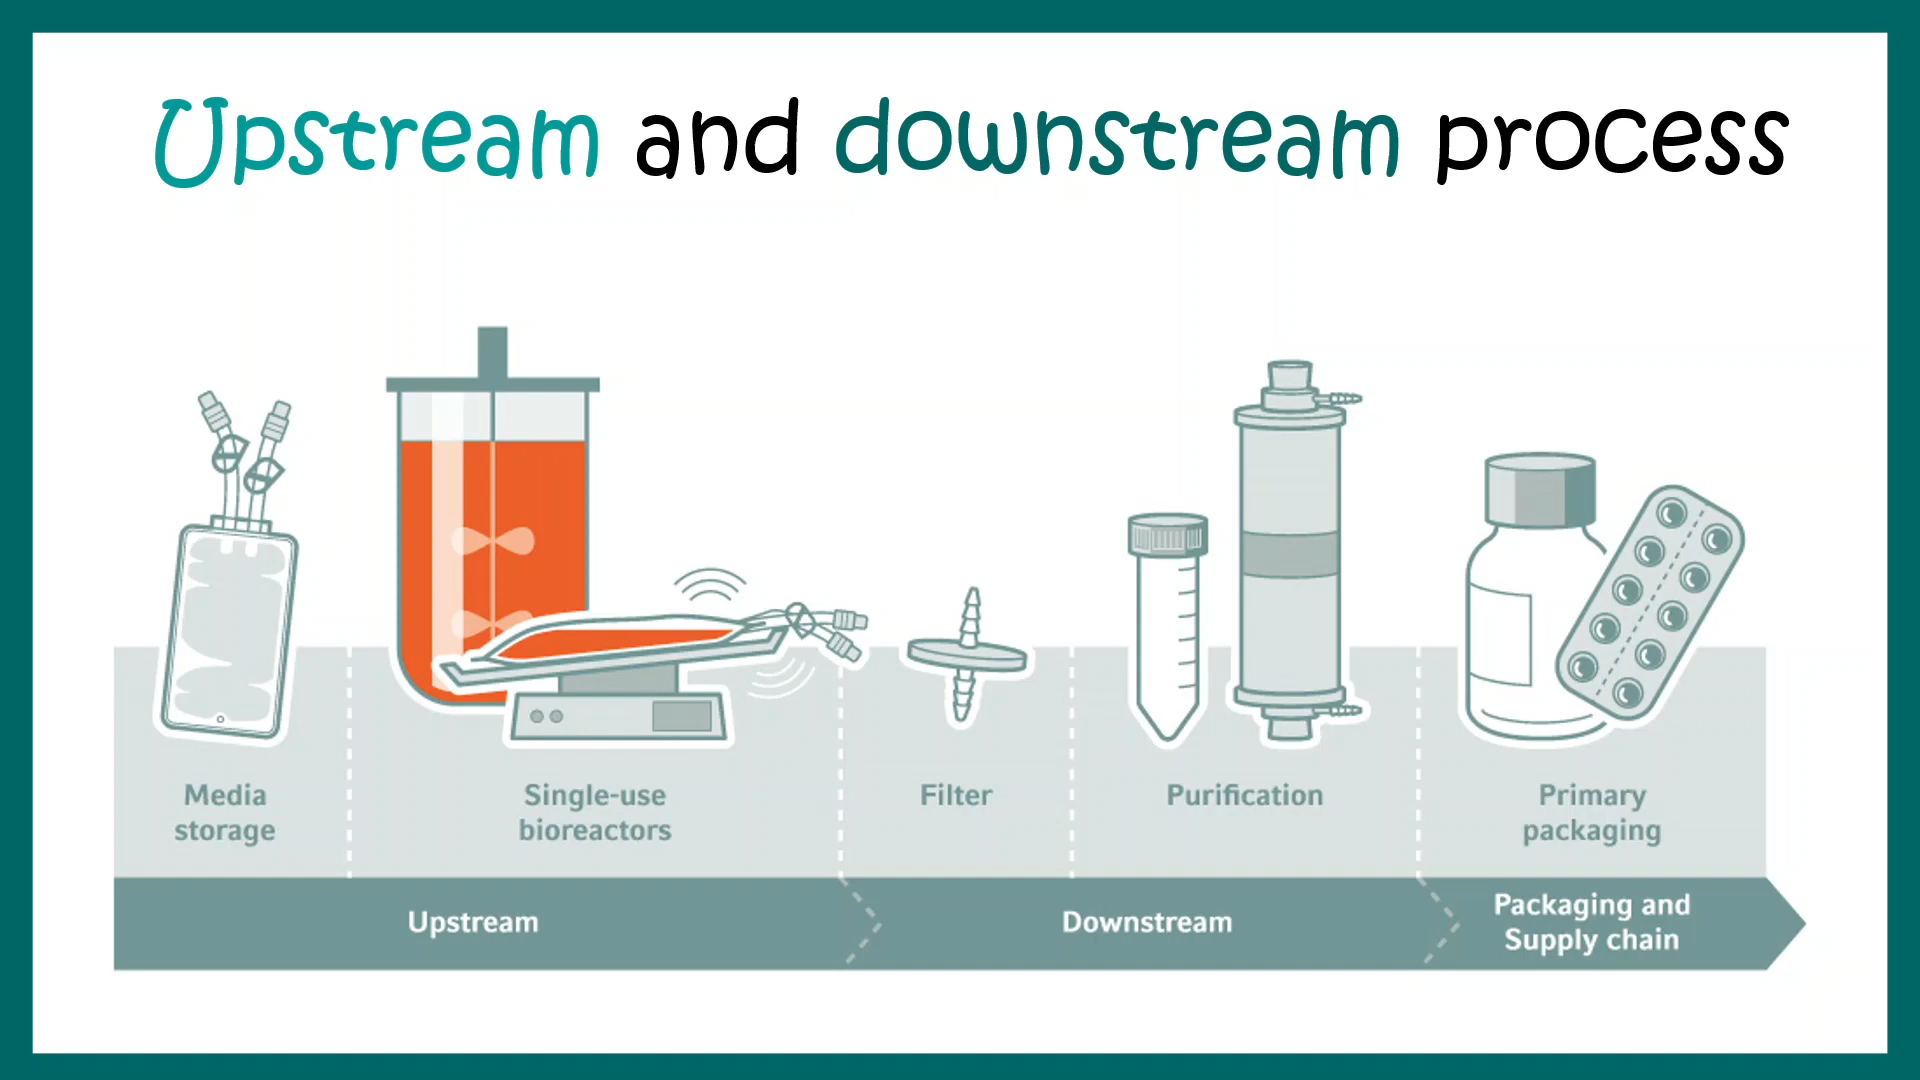 Upstream and downstream process
Media
storage
Single-use
bioreactors
Filter
Purification
Primary
packaging
Upstream
Downstream
Packaging and
Supply chain